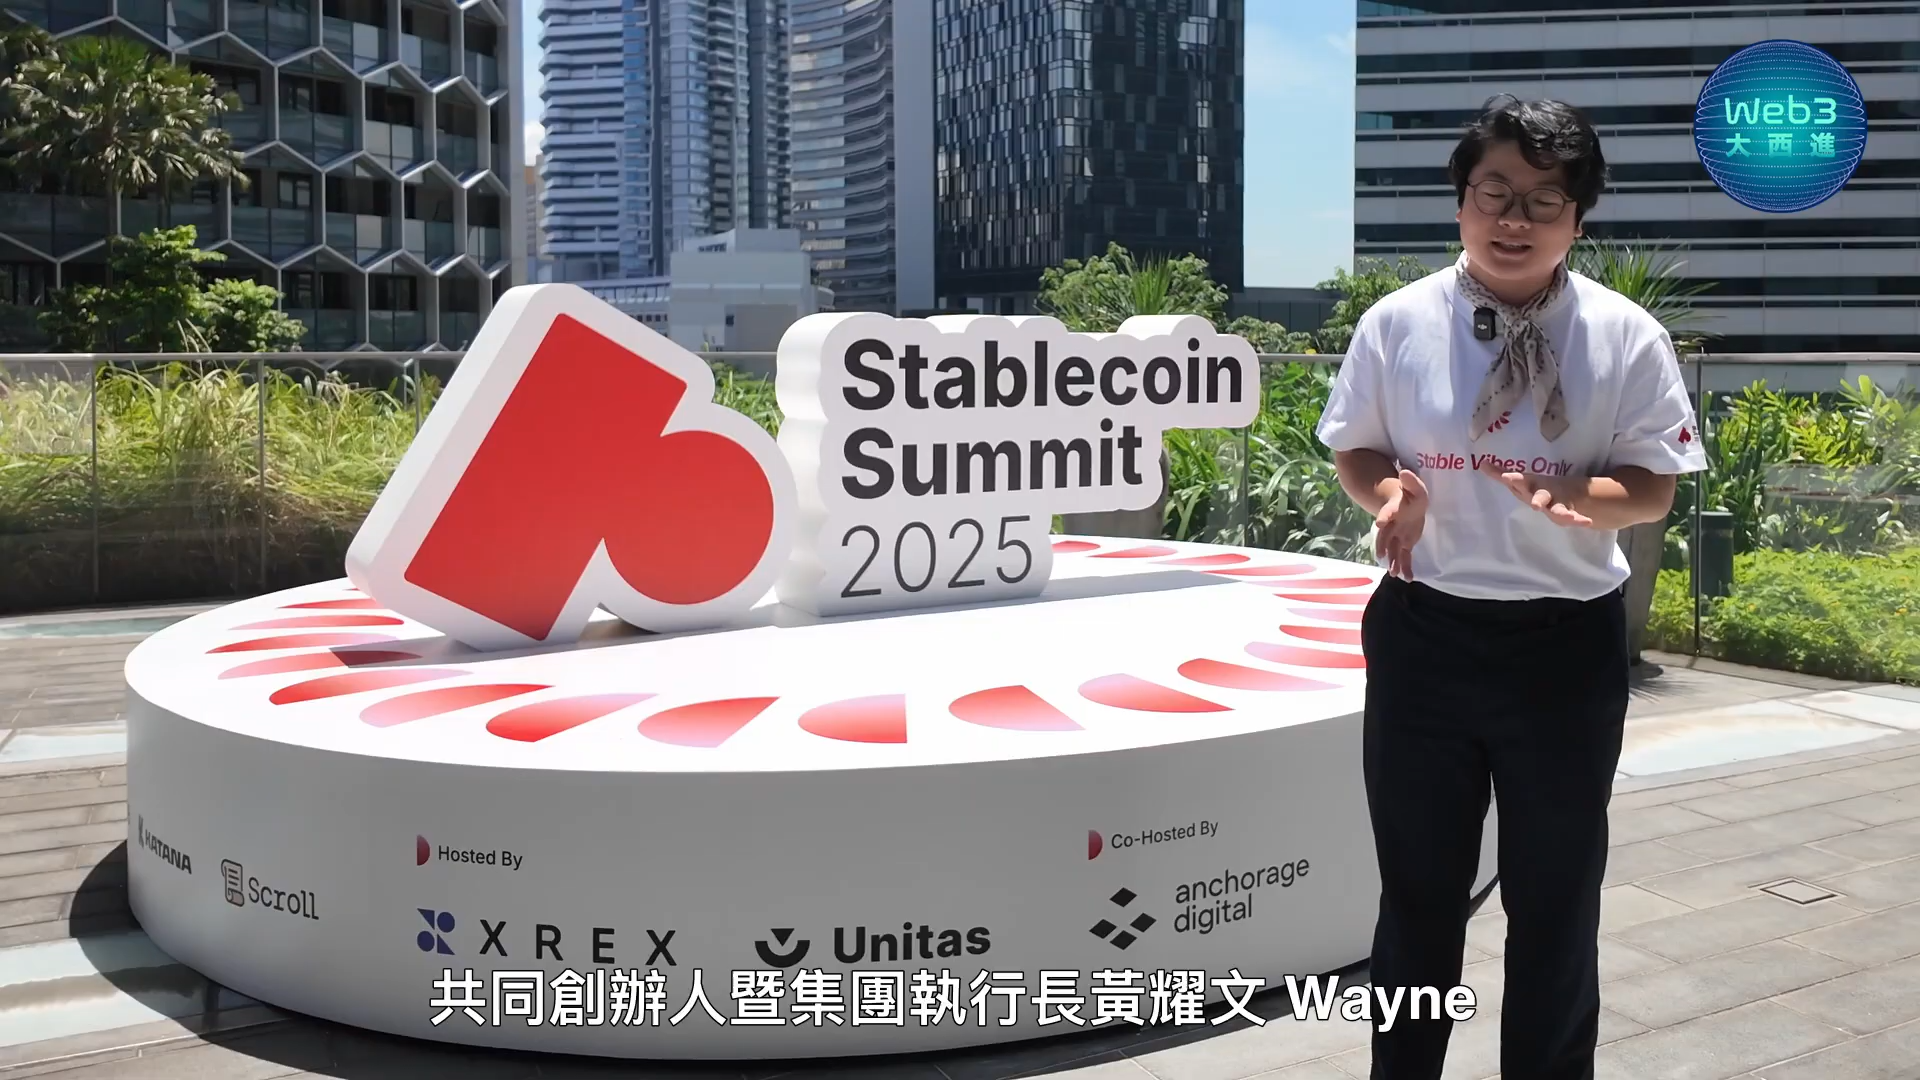 Web3
大西進
Stablecoin
Summit
2025
Stable Vibes Only
KATANA
Scroll
Hosted By
XREX
Unitas
Co-Hosted By
anchorage
digital
共同創辦人暨集團執行長黃耀文 Wayne